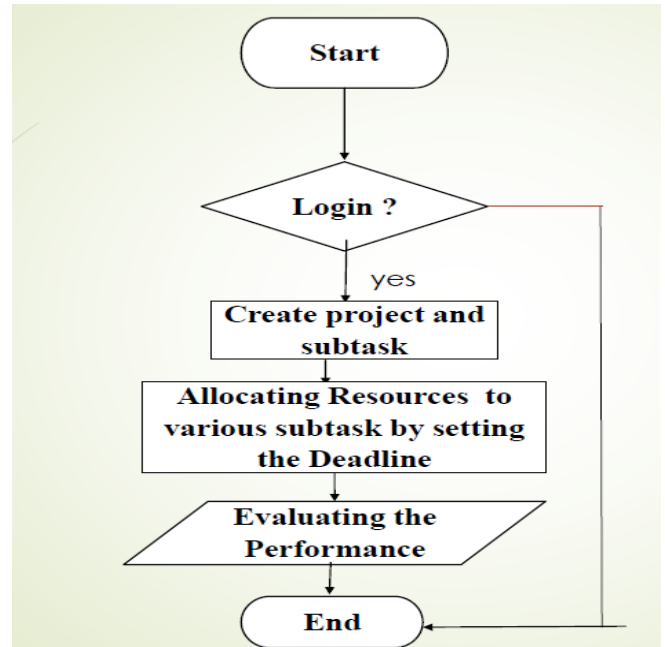 Start
Login ?
yes
Create project and
subtask
Allocating Resources to
various subtask by setting
the Deadline
Evaluating the
Performance
End